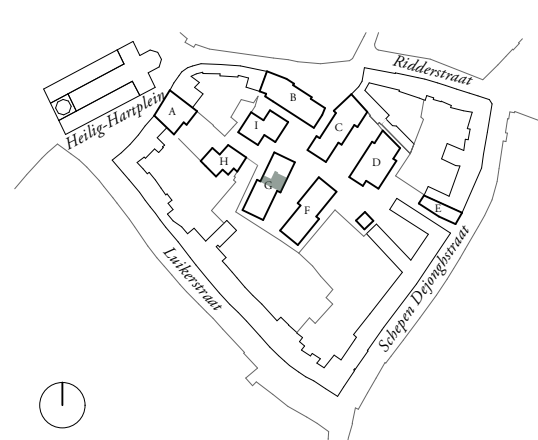 Ridderstraat
Heilig-Hartplein
A
B
I
C
H
D
G
F
E
Luikerstraat
Schepen Dejonghstraat